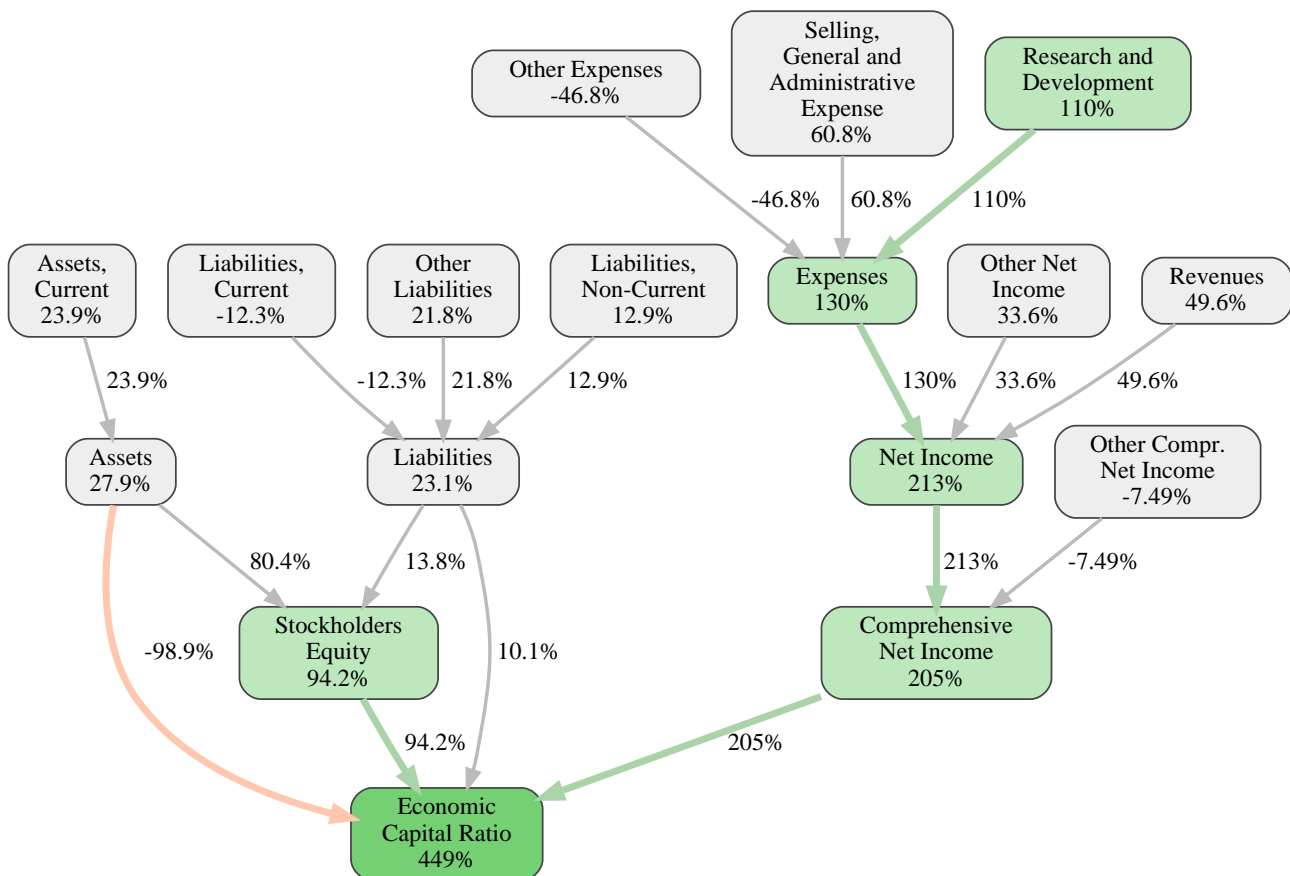 Other Expenses
-46.8%
Selling,
General and
Administrative
Expense
60.8%
Research and
Development
110%
-46.8%
60.8%
110%
Assets,
Current
23.9%
Liabilities,
Current
-12.3%
Other
Liabilities
21.8%
Liabilities,
Non-Current
12.9%
Expenses
130%
Other Net
Income
33.6%
Revenues
49.6%
23.9%
-12.3%
21.8%
12.9%
130%
33.6%
49.6%
Assets
27.9%
Liabilities
23.1%
Net Income
213%
Other Compr.
Net Income
-7.49%
80.4%
13.8%
213%
-7.49%
Stockholders
Equity
94.2%
Comprehensive
Net Income
205%
-98.9%
10.1%
94.2%
205%
Economic
Capital Ratio
449%